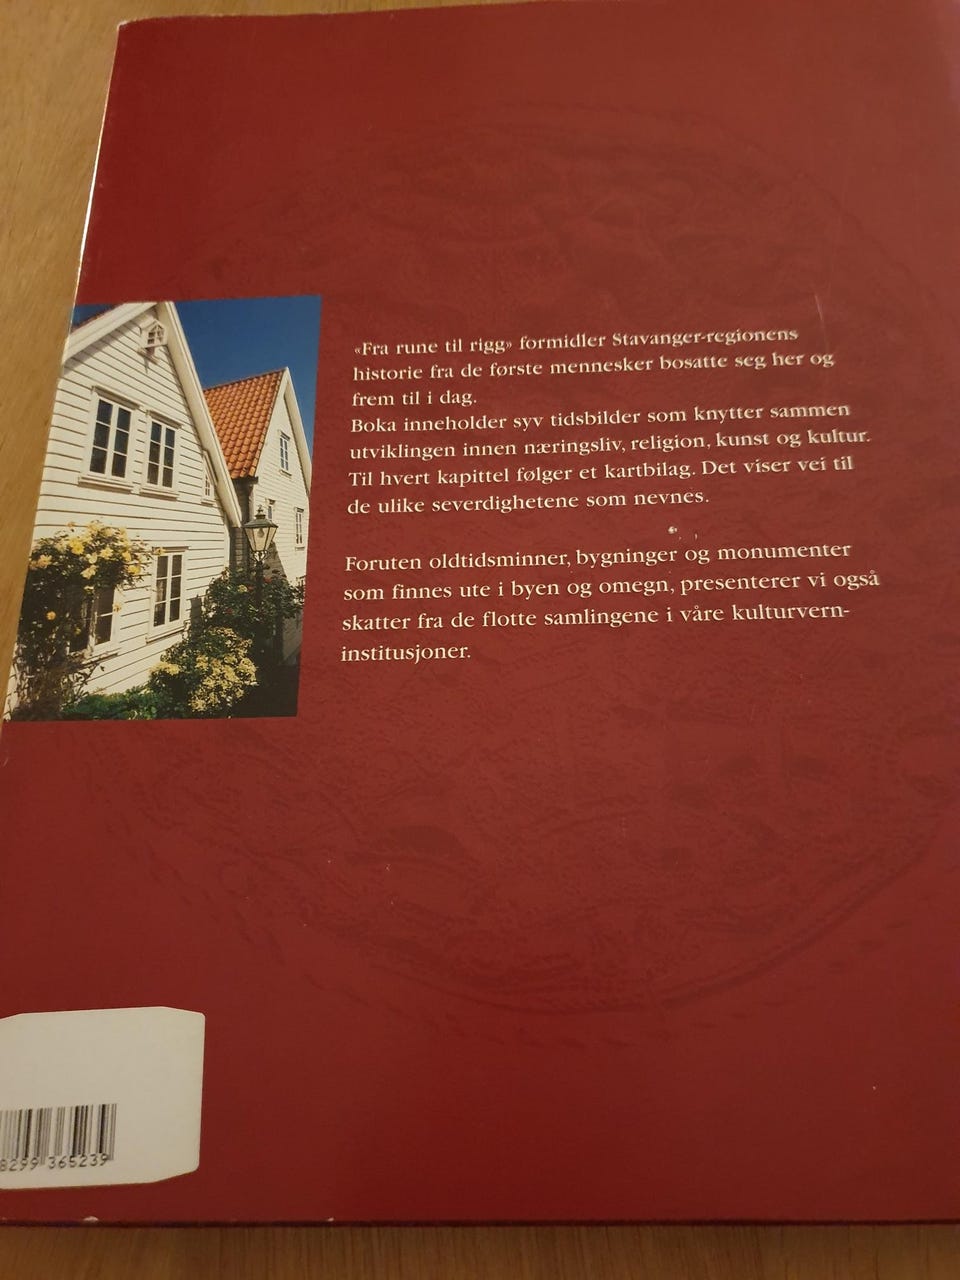 «Fra rune til rigg» formidler Stavanger-regionens
historie fra de første mennesker bosatte seg her og
frem til i dag.
Boka inneholder syv tidsbilder som knytter sammen
utviklingen innen næringsliv, religion, kunst og kultur.
Til hvert kapittel følger et kartbilag. Det viser vei til
de ulike severdighetene som nevnes.
Foruten oldtidsminner, bygninger og monumenter
som finnes ute i byen og omegn, presenterer vi også
skatter fra de flotte samlingene i våre kulturvern-
institusjoner.
8299 365239